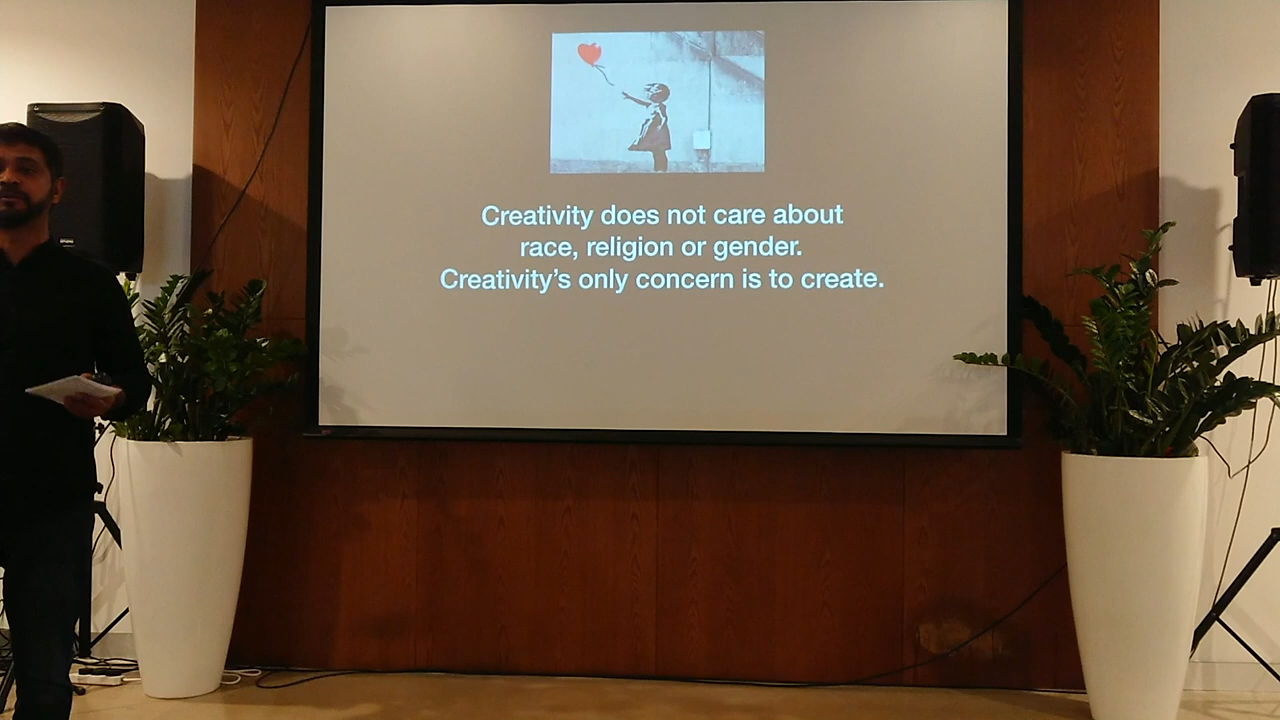 Creativity does not care about
race, religion or gender.
Creativity's only concern is to create.